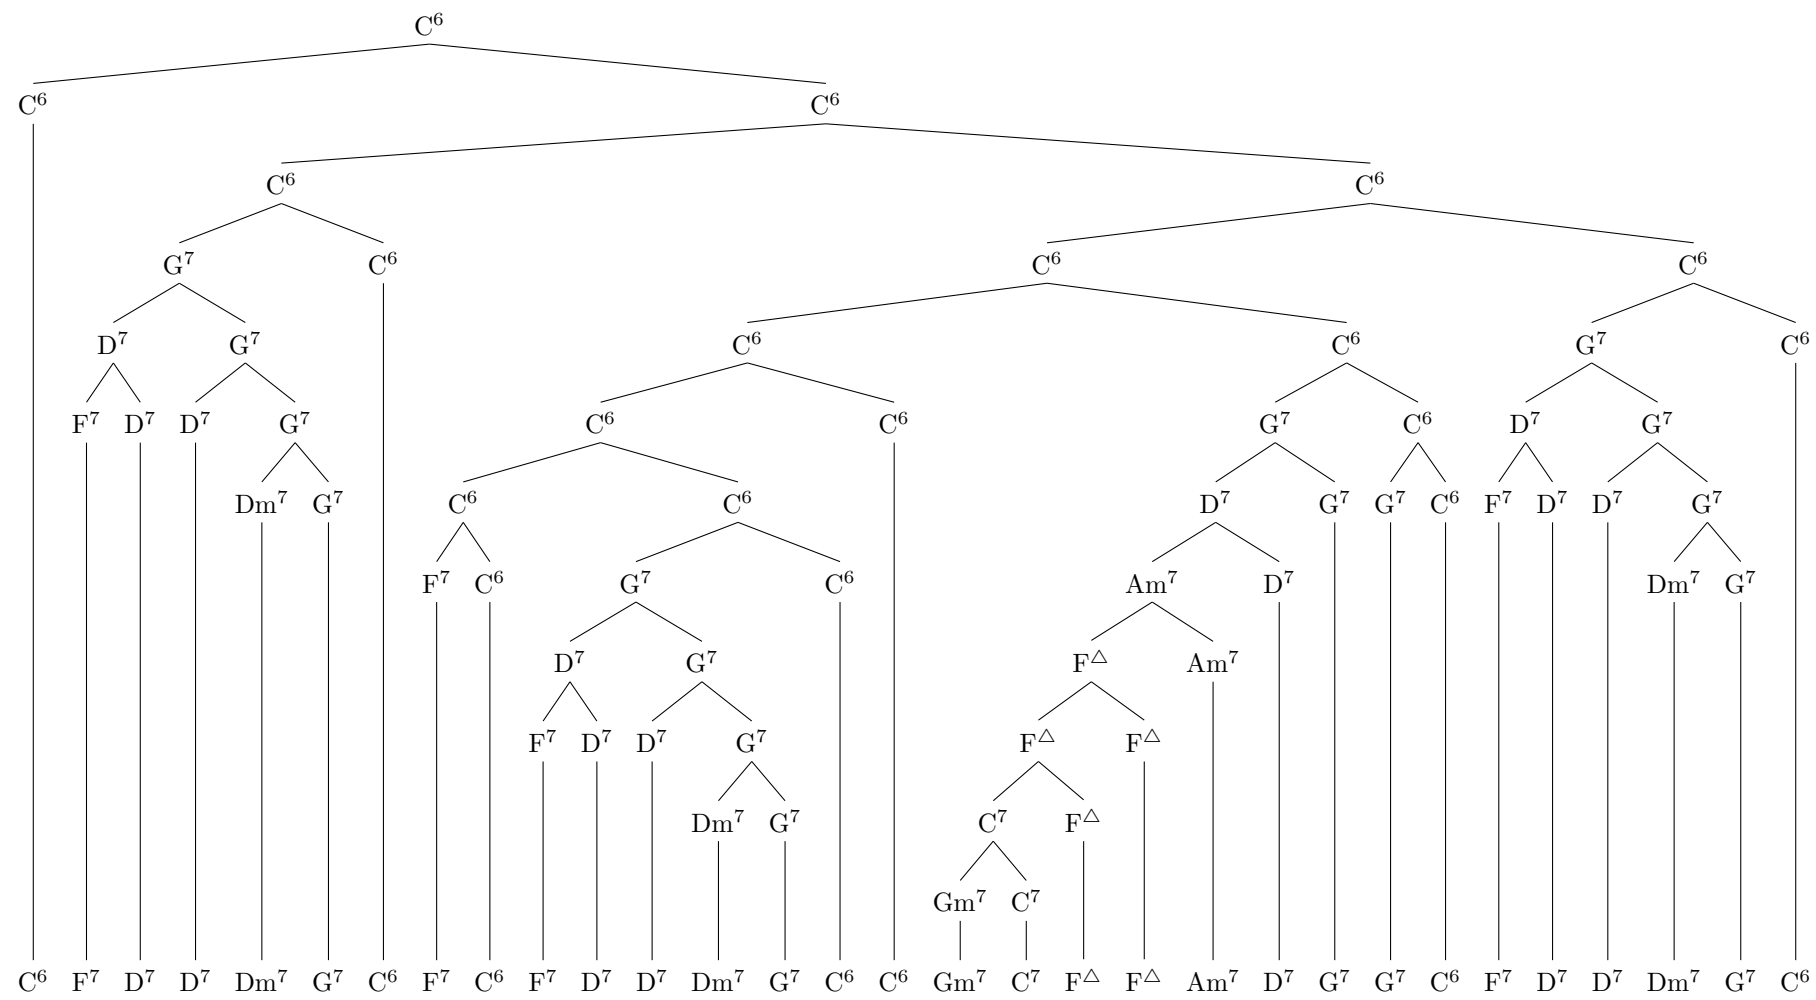 C⁶
C⁶ C⁶
C⁶ C⁶
G⁷ C⁶ C⁶ C⁶
D⁷ G⁷ C⁶ C⁶ G⁷ C⁶
F⁷ D⁷ D⁷ G⁷ C⁶ C⁶ G⁷ C⁶ D⁷ G⁷
Dm⁷ G⁷ C⁶ C⁶ D⁷ G⁷ G⁷ C⁶ F⁷ D⁷ D⁷ G⁷
F⁷ C⁶ G⁷ C⁶ Am⁷ D⁷ Dm⁷ G⁷
D⁷ G⁷ F△ Am⁷
F⁷ D⁷ D⁷ G⁷ F△ F△
Dm⁷ G⁷ C⁷ F△
Gm⁷ C⁷
C⁶ F⁷ D⁷ D⁷ Dm⁷ G⁷ C⁶ F⁷ C⁶ F⁷ D⁷ D⁷ Dm⁷ G⁷ C⁶ C⁶ Gm⁷ C⁷ F△ F△ Am⁷ D⁷ G⁷ G⁷ C⁶ F⁷ D⁷ D⁷ Dm⁷ G⁷ C⁶